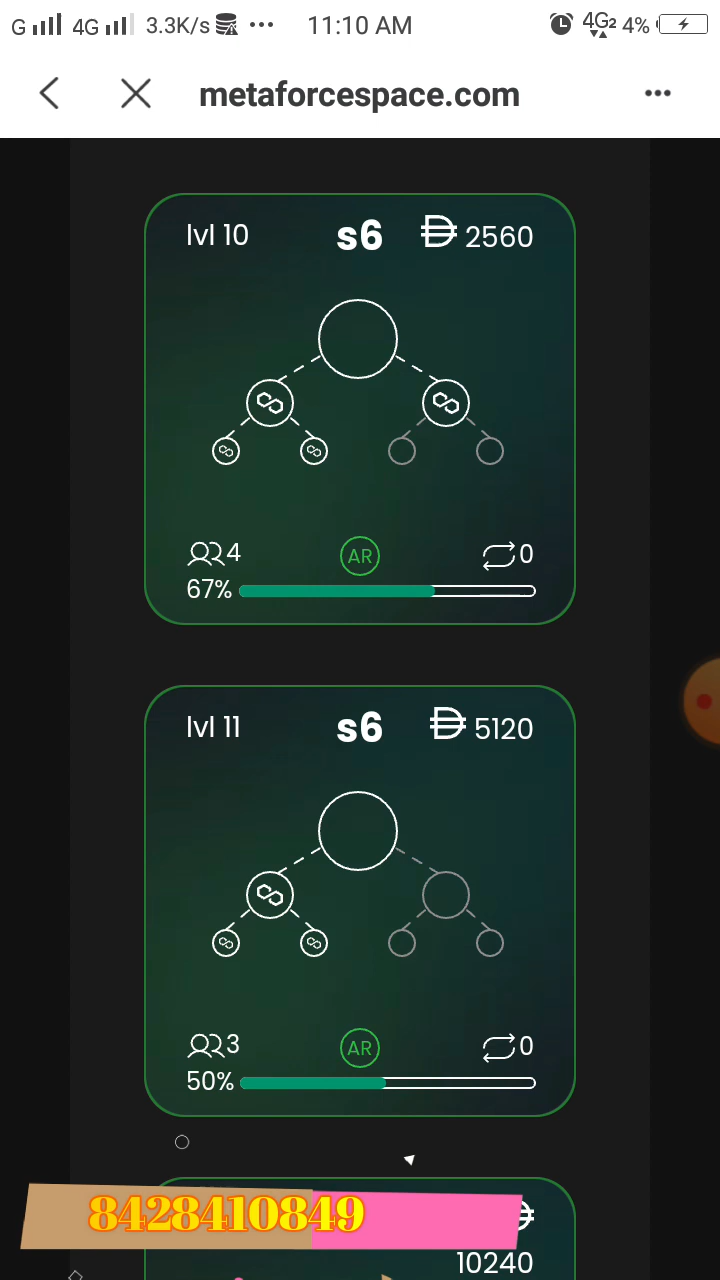 G 4G 3.3K/s ••• 11:10 AM 4G2 4%
metaforcespace.com •••
lvl 10 s6 2560
4 AR 0
67%
lvl 11 s6 5120
3 AR 0
50%
8428410849
10240